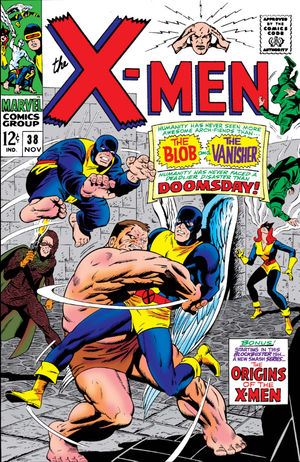 APPROVED
BY THE
COMICS
CODE
AUTHORITY
the
X-MEN
MARVEL
COMICS
GROUP
12¢
IND.
38
NOV
HUMANITY HAS NEVER SEEN MORE
AWESOME ARCH-FIENDS THAN...
THE
BLOB
AND
THE
VANISHER
HUMANITY HAS NEVER FACED A
DEADLIER DISASTER THAN
DOOMSDAY!
BONUS!
STARTING IN THIS
BLOCKBUSTER ISH...
A NEW SMASH SERIES...
THE
ORIGINS
OF THE
X-MEN